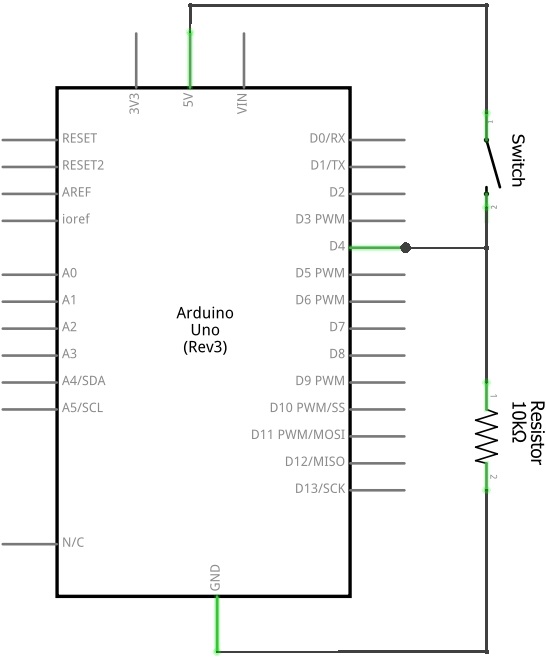 3V3
5V
VIN
1
RESET
D0/RX
RESET2
D1/TX
Switch
AREF
D2
2
ioref
D3 PWM
D4
A0
D5 PWM
A1
D6 PWM
Arduino
Uno
(Rev3)
A2
D7
A3
D8
A4/SDA
D9 PWM
1
A5/SCL
D10 PWM/SS
Resistor
10kΩ
D11 PWM/MOSI
D12/MISO
2
D13/SCK
N/C
GND